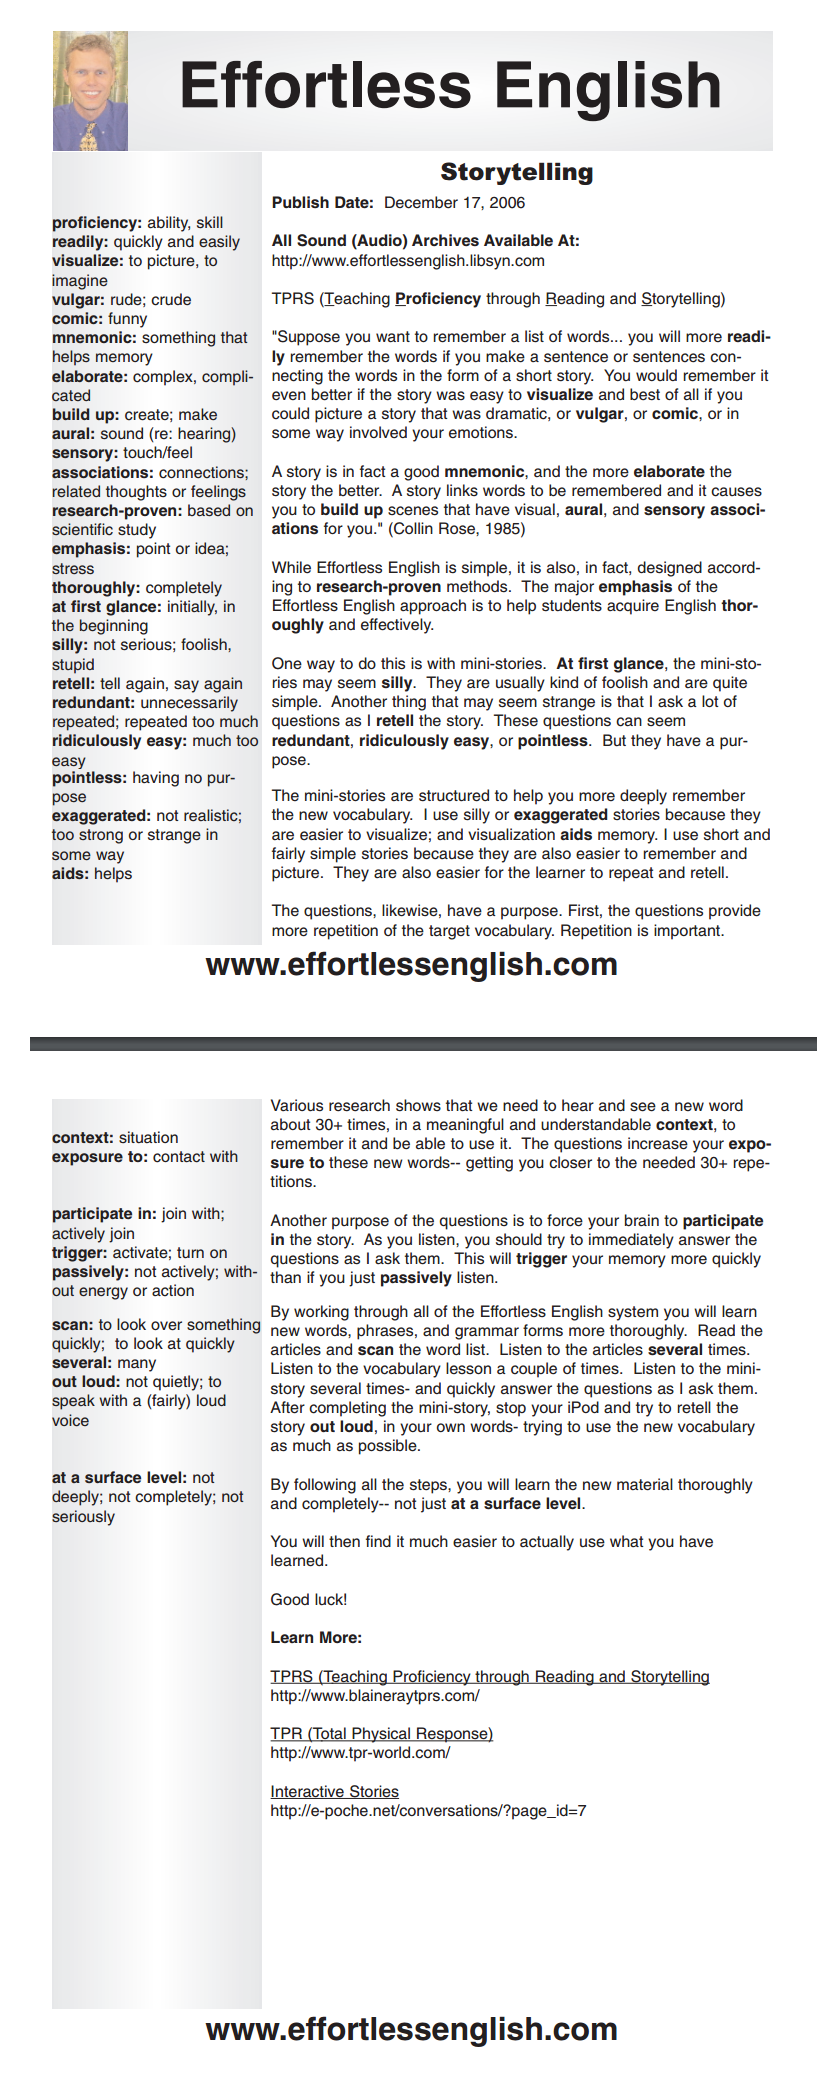 Effortless English
Storytelling
proficiency: ability, skill
readily: quickly and easily
visualize: to picture, to
imagine
vulgar: rude; crude
comic: funny
mnemonic: something that
helps memory
elaborate: complex, compli-
cated
build up: create; make
aural: sound (re: hearing)
sensory: touch/feel
associations: connections;
related thoughts or feelings
research-proven: based on
scientific study
emphasis: point or idea;
stress
thoroughly: completely
at first glance: initially, in
the beginning
silly: not serious; foolish,
stupid
retell: tell again, say again
redundant: unnecessarily
repeated; repeated too much
ridiculously easy: much too
easy
pointless: having no pur-
pose
exaggerated: not realistic;
too strong or strange in
some way
aids: helps
Publish Date:  December 17, 2006
All Sound (Audio) Archives Available At:
http://www.effortlessenglish.libsyn.com
TPRS (Teaching Proficiency through Reading and Storytelling)
"Suppose you want to remember a list of words... you will more readi-
ly remember the words if you make a sentence or sentences con-
necting the words in the form of a short story.  You would remember it
even better if the story was easy to visualize and best of all if you
could picture a story that was dramatic, or vulgar, or comic, or in
some way involved your emotions.
A story is in fact a good mnemonic, and the more elaborate the
story the better.  A story links words to be remembered and it causes
you to build up scenes that have visual, aural, and sensory associ-
ations for you." (Collin Rose, 1985)
While Effortless English is simple, it is also, in fact, designed accord-
ing to research-proven methods.  The major emphasis of the
Effortless English approach is to help students acquire English thor-
oughly and effectively.
One way to do this is with mini-stories.  At first glance, the mini-sto-
ries may seem silly.  They are usually kind of foolish and are quite
simple.  Another thing that may seem strange is that I ask a lot of
questions as I retell the story.  These questions can seem
redundant, ridiculously easy, or pointless.  But they have a pur-
pose.
The mini-stories are structured to help you more deeply remember
the new vocabulary.  I use silly or exaggerated stories because they
are easier to visualize; and visualization aids memory. I use short and
fairly simple stories because they are also easier to remember and
picture.  They are also easier for the learner to repeat and retell.
The questions, likewise, have a purpose. First, the questions provide
more repetition of the target vocabulary. Repetition is important.
www.effortlessenglish.com
context: situation
exposure to: contact with
participate in: join with;
actively join
trigger: activate; turn on
passively: not actively; with-
out energy or action
scan: to look over something
quickly;  to look at quickly
several: many
out loud: not quietly; to
speak with a (fairly) loud
voice
at a surface level: not
deeply; not completely; not
seriously
Various research shows that we need to hear and see a new word
about 30+ times, in a meaningful and understandable context, to
remember it and be able to use it.  The questions increase your expo-
sure to these new words-- getting you closer to the needed 30+ repe-
titions.
Another purpose of the questions is to force your brain to participate
in the story.  As you listen, you should try to immediately answer the
questions as I ask them.  This will trigger your memory more quickly
than if you just passively listen.
By working through all of the Effortless English system you will learn
new words, phrases, and grammar forms more thoroughly.  Read the
articles and scan the word list.  Listen to the articles several times.
Listen to the vocabulary lesson a couple of times.  Listen to the mini-
story several times- and quickly answer the questions as I ask them.
After completing the mini-story, stop your iPod and try to retell the
story out loud, in your own words- trying to use the new vocabulary
as much as possible.
By following all the steps, you will learn the new material thoroughly
and completely-- not just at a surface level.
You will then find it much easier to actually use what you have
learned.
Good luck!
Learn More:
TPRS (Teaching Proficiency through Reading and Storytelling
http://www.blaineraytprs.com/
TPR (Total Physical Response)
http://www.tpr-world.com/
Interactive Stories
http://e-poche.net/conversations/?page_id=7
www.effortlessenglish.com